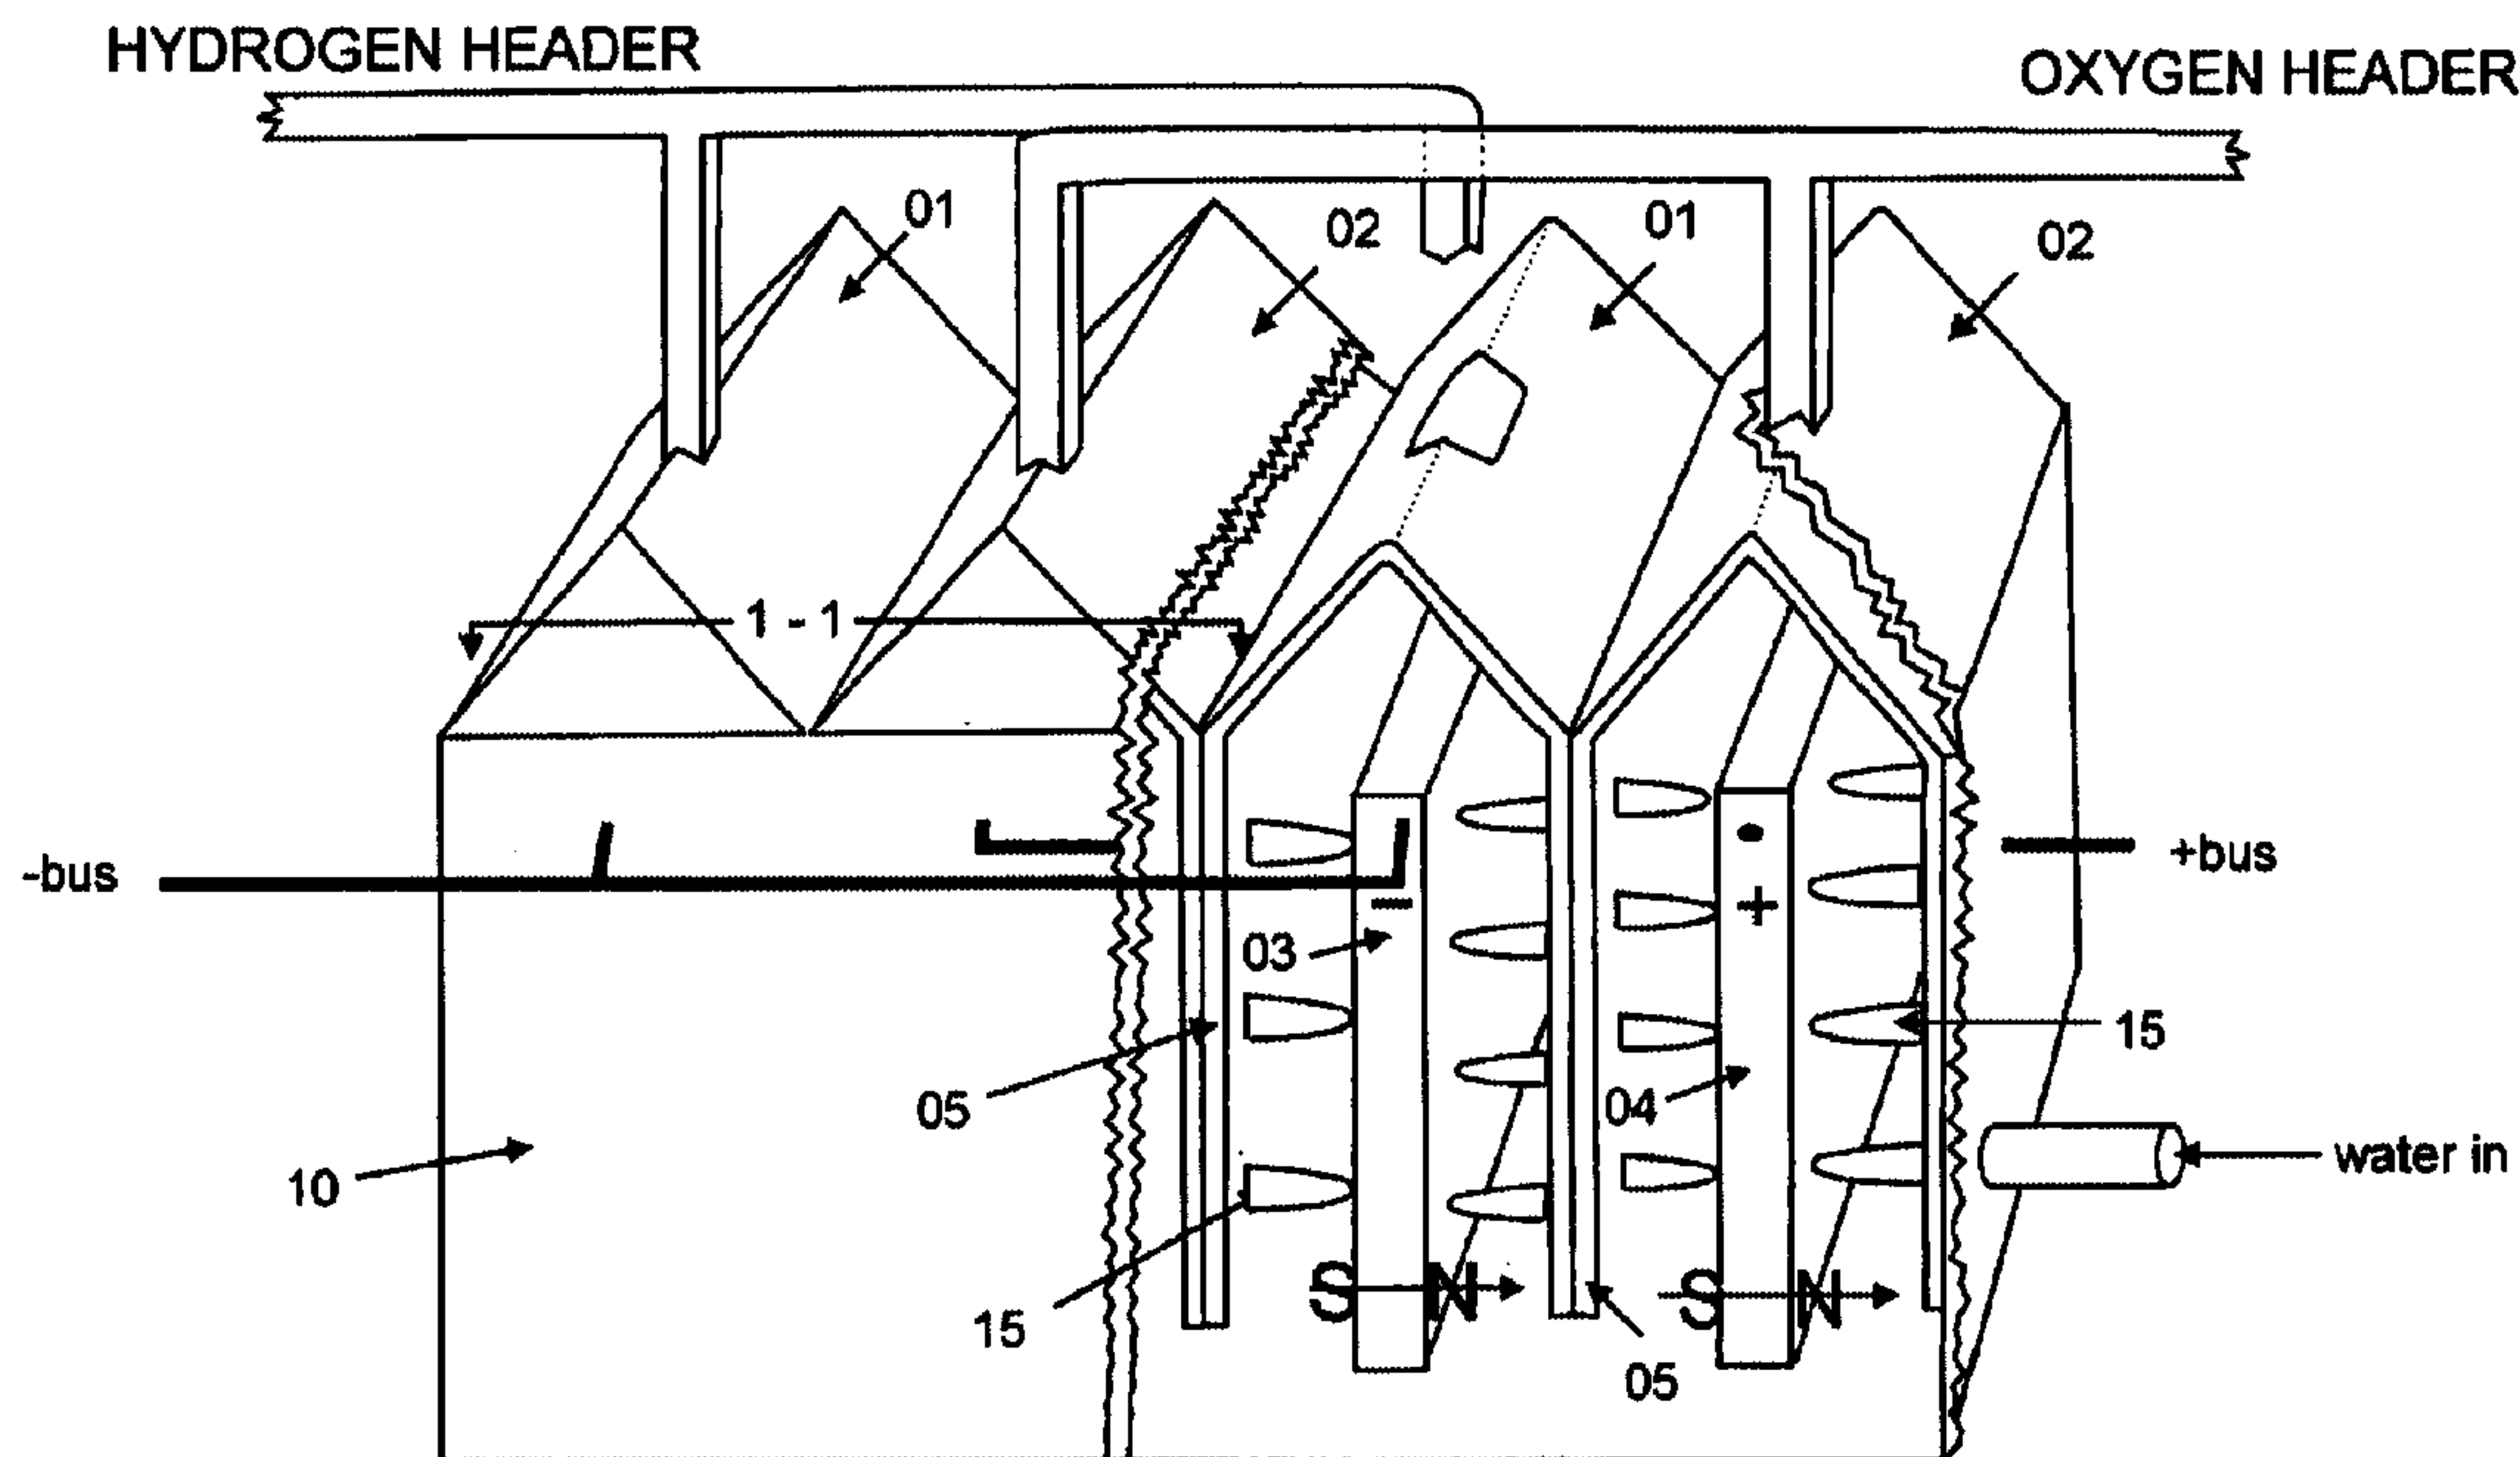 HYDROGEN HEADER
OXYGEN HEADER
01
02
01
02
1 - 1
-bus
+bus
−
+
03
15
05
04
10
water in
S N
S N
15
05